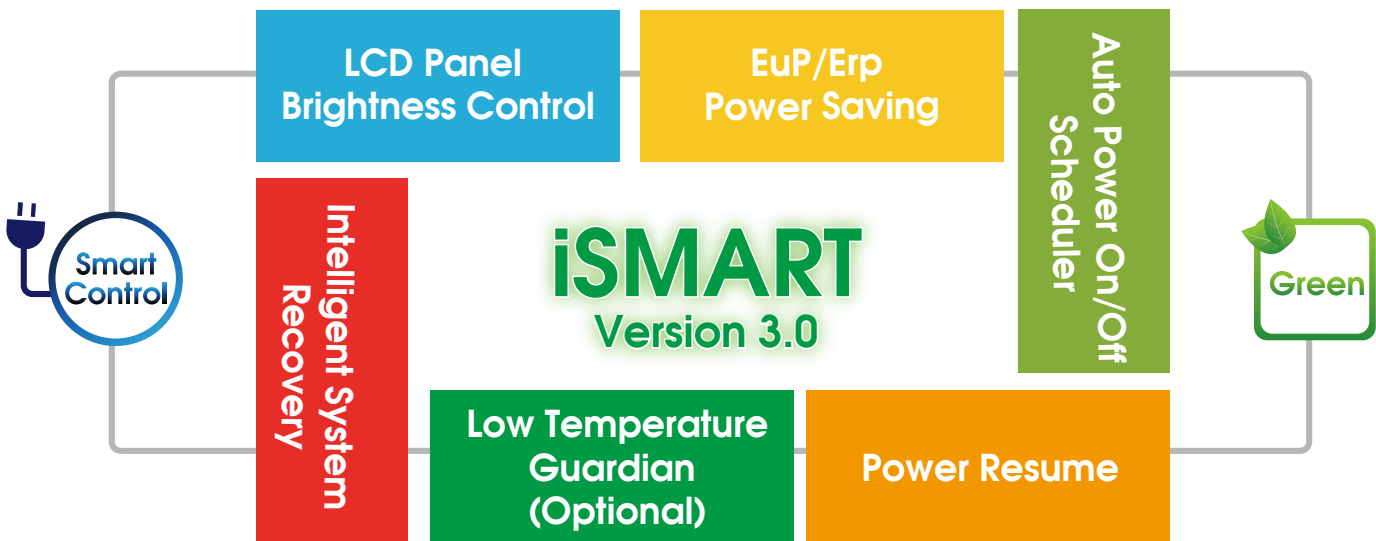 LCD Panel
Brightness Control
EuP/Erp
Power Saving
Auto Power On/Off
Scheduler
Smart
Control
Intelligent System
Recovery
iSMART
Version 3.0
Green
Low Temperature
Guardian
(Optional)
Power Resume